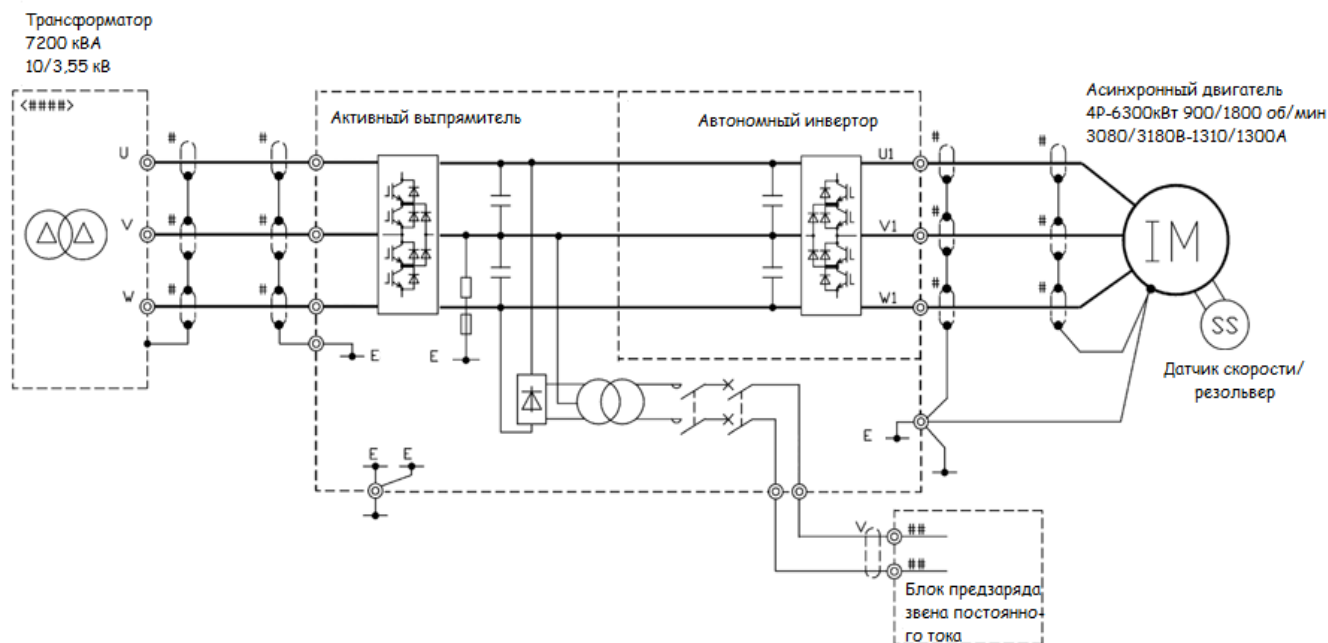 Трансформатор
7200 кВА
10/3,55 кВ
<####>
Активный выпрямитель
Автономный инвертор
Асинхронный двигатель
4P-6300кВт 900/1800 об/мин
3080/3180В-1310/1300А
U
V
W
#
#
#
#
#
#
E
E
E
E
U1
V1
W1
E
#
#
#
#
#
#
IM
SS
Датчик скорости/
резольвер
V
##
##
Блок предзаряда
звена постоянно-
го тока